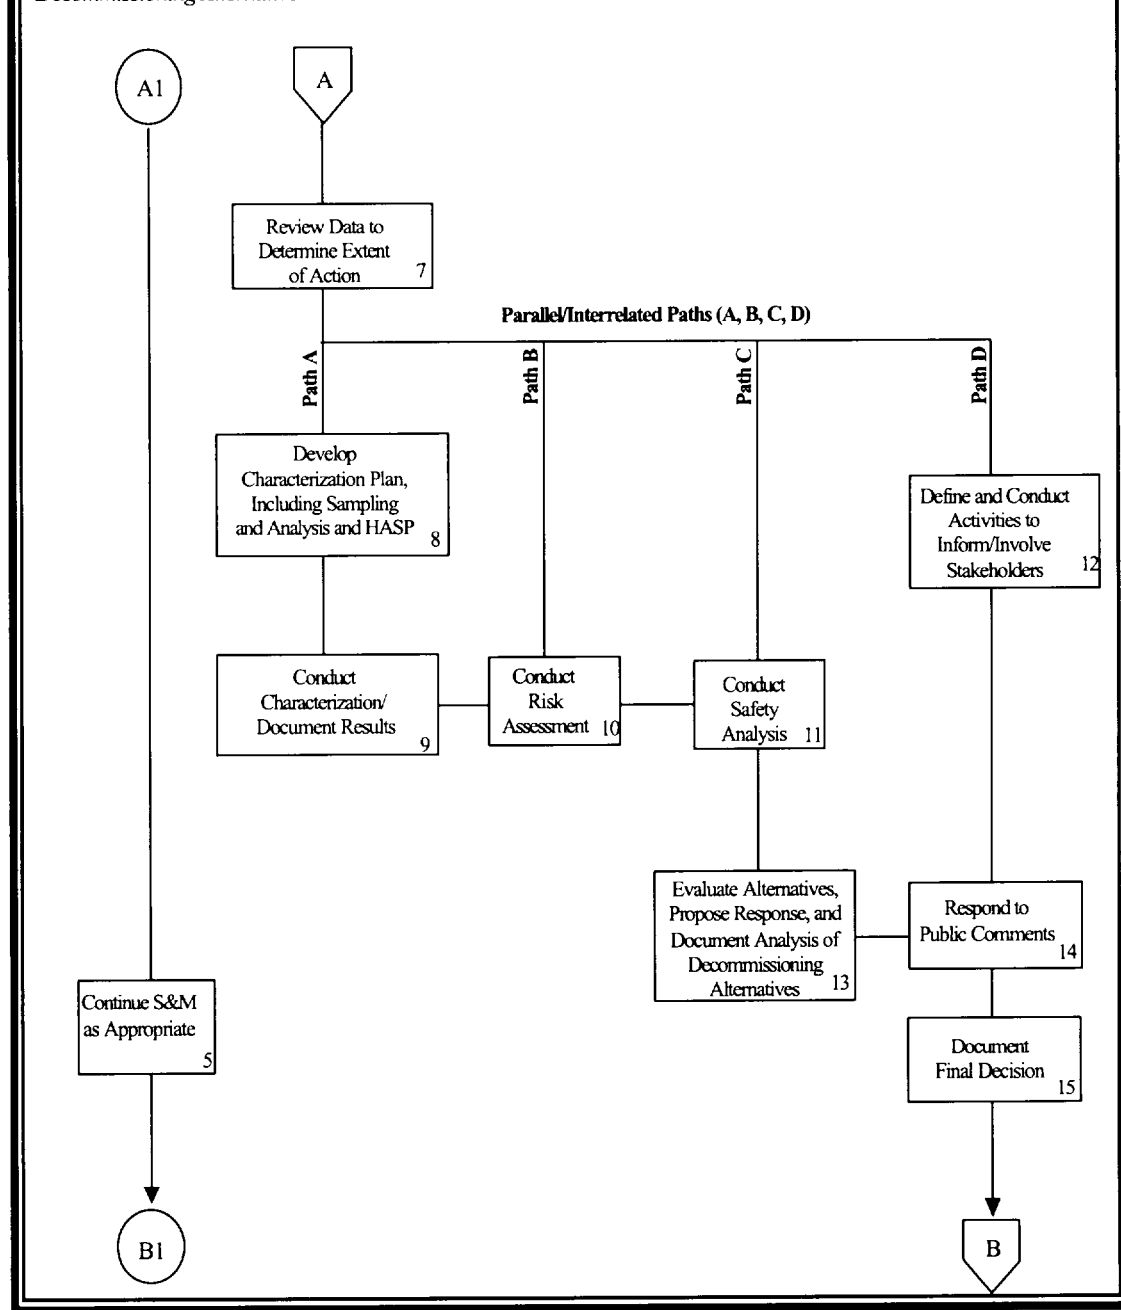 A1
A
Review Data to
Determine Extent
of Action
7
Parallel/Interrelated Paths (A, B, C, D)
Path A
Path B
Path C
Path D
Develop
Characterization Plan,
Including Sampling
and Analysis and HASP
8
Define and Conduct
Activities to
Inform/Involve
Stakeholders
12
Conduct
Characterization/
Document Results
9
Conduct
Risk
Assessment
10
Conduct
Safety
Analysis
11
Evaluate Alternatives,
Propose Response, and
Document Analysis of
Decommissioning
Alternatives
13
Respond to
Public Comments
14
Continue S&M
as Appropriate
5
Document
Final Decision
15
B1
B